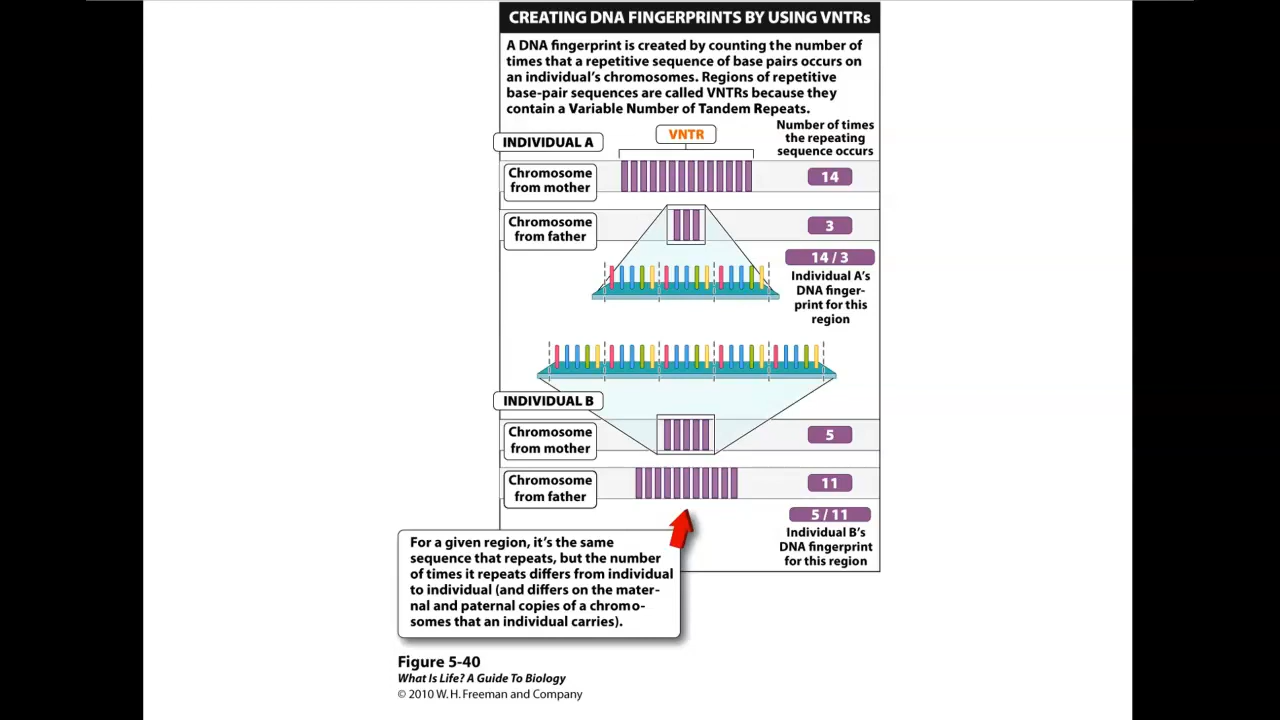 CREATING DNA FINGERPRINTS BY USING VNTRs
A DNA fingerprint is created by counting the number of
times that a repetitive sequence of base pairs occurs on
an individual's chromosomes. Regions of repetitive
base-pair sequences are called VNTRs because they
contain a Variable Number of Tandem Repeats.
INDIVIDUAL A
VNTR
Number of times
the repeating
sequence occurs
Chromosome
from mother
14
Chromosome
from father
3
14 / 3
Individual A's
DNA finger-
print for this
region
INDIVIDUAL B
Chromosome
from mother
5
Chromosome
from father
11
5 / 11
Individual B's
DNA fingerprint
for this region
For a given region, it's the same
sequence that repeats, but the number
of times it repeats differs from individual
to individual (and differs on the mater-
nal and paternal copies of a chromo-
somes that an individual carries).
Figure 5-40
What Is Life? A Guide To Biology
© 2010 W. H. Freeman and Company